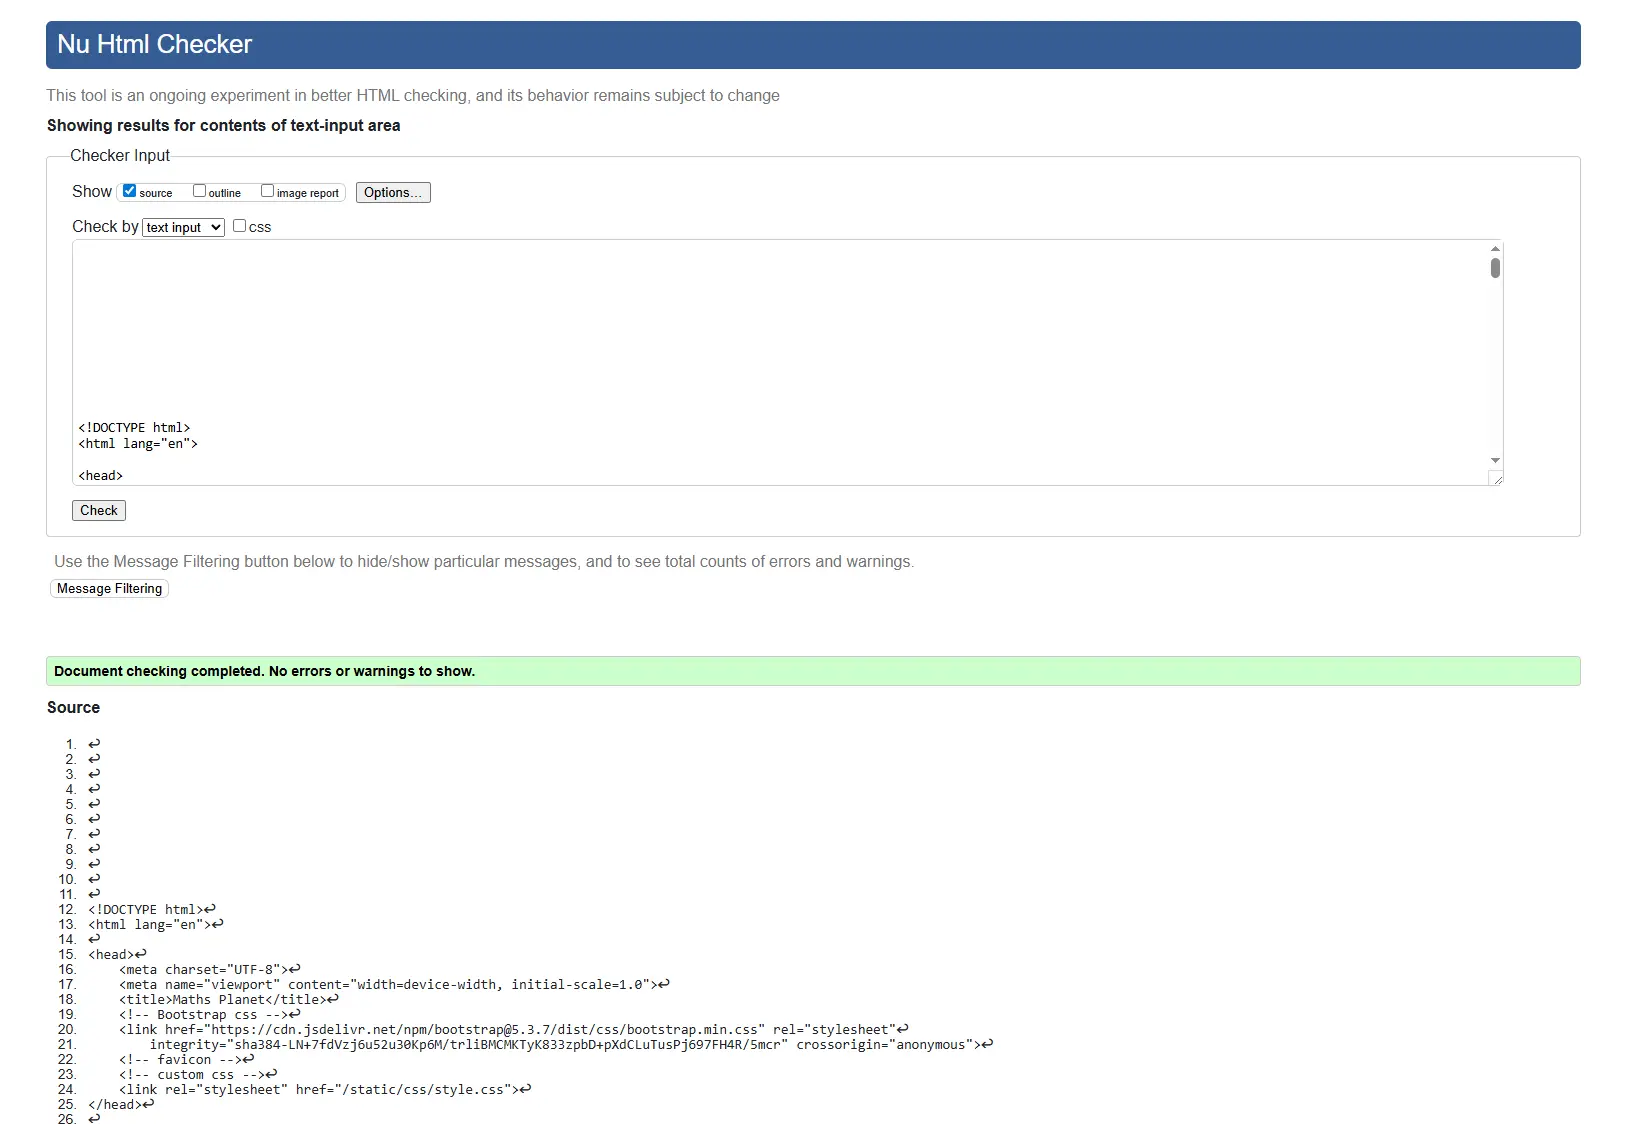 Nu Html Checker
This tool is an ongoing experiment in better HTML checking, and its behavior remains subject to change
Showing results for contents of text-input area
Checker Input
Show source outline image report Options...
Check by text input css
<!DOCTYPE html>
<html lang="en">
<head>
Check
Use the Message Filtering button below to hide/show particular messages, and to see total counts of errors and warnings.
Message Filtering
Document checking completed. No errors or warnings to show.
Source
1. ↩
2. ↩
3. ↩
4. ↩
5. ↩
6. ↩
7. ↩
8. ↩
9. ↩
10. ↩
11. ↩
12. <!DOCTYPE html>↩
13. <html lang="en">↩
14. ↩
15. <head>↩
16. <meta charset="UTF-8">↩
17. <meta name="viewport" content="width=device-width, initial-scale=1.0">↩
18. <title>Maths Planet</title>↩
19. <!-- Bootstrap css -->↩
20. <link href="https://cdn.jsdelivr.net/npm/bootstrap@5.3.7/dist/css/bootstrap.min.css" rel="stylesheet"↩
21. integrity="sha384-LN+7fdVzj6u52u30Kp6M/trliBMCMKTyK833zpbD+pXdCLuTusPj697FH4R/5mcr" crossorigin="anonymous">↩
22. <!-- favicon -->↩
23. <!-- custom css -->↩
24. <link rel="stylesheet" href="/static/css/style.css">↩
25. </head>↩
26. ↩